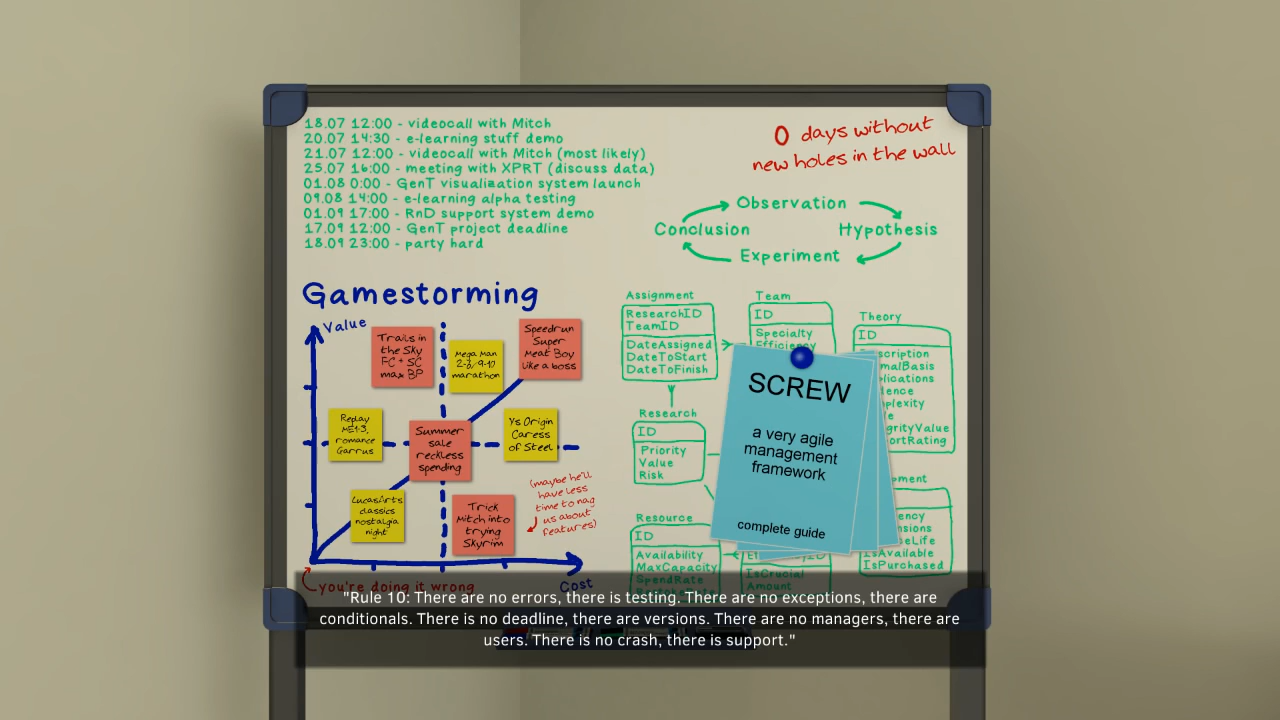 18.07 12:00 - videocall with Mitch
20.07 14:30 - e-learning stuff demo
21.07 12:00 - videocall with Mitch (most likely)
25.07 16:00 - meeting with XPRT (discuss data)
01.08 0:00 - GenT visualization system launch
09.08 14:00 - e-learning alpha testing
01.09 17:00 - RnD support system demo
17.09 12:00 - GenT project deadline
18.09 23:00 - party hard
0 days without
new holes in the wall
Observation
Conclusion
Hypothesis
Experiment
Gamestorming
Value
Trails in
the Sky
FC + SC
max BP
Mega Man
marathon
Speedrun
Super
Meat Boy
like a boss
Replay
romance
Garrus
Summer
sale
reckless
spending
Ys Origin
Caress
of Steel
LucasArts
classics
nostalgia
night
Trick
Mitch into
trying
Skyrim
(maybe he'll
have less
time to nag
us about
features)
Cost
you're doing it wrong
Assignment
ResearchID
TeamID
DateAssigned
DateToStart
DateToFinish
Team
ID
Specialty
Efficiency
Theory
ID
Research
ID
Priority
Value
Risk
Resource
ID
Availability
MaxCapacity
SpendRate
IsCrucial
Amount
IsAvailable
IsPurchased
SCREW
a very agile
management
framework
complete guide
"Rule 10: There are no errors, there is testing. There are no exceptions, there are
conditionals. There is no deadline, there are versions. There are no managers, there are
users. There is no crash, there is support."